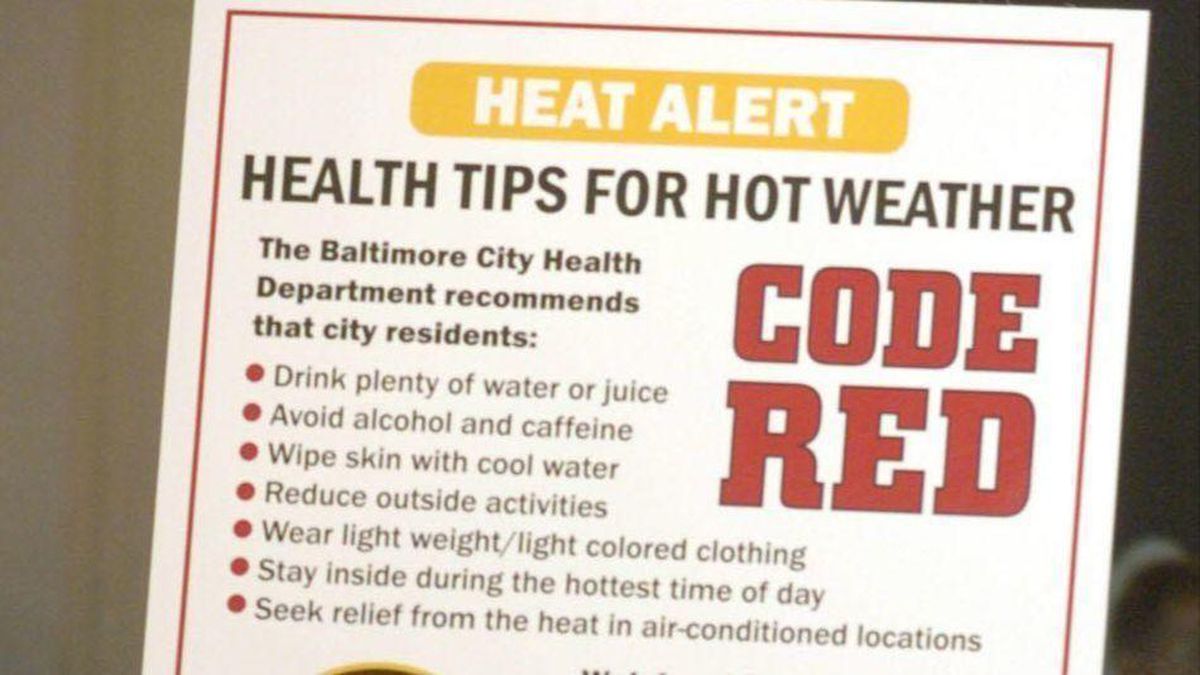 HEAT ALERT
HEALTH TIPS FOR HOT WEATHER
The Baltimore City Health
Department recommends
that city residents:
CODE
RED
• Drink plenty of water or juice
• Avoid alcohol and caffeine
• Wipe skin with cool water
• Reduce outside activities
• Wear light weight/light colored clothing
• Stay inside during the hottest time of day
• Seek relief from the heat in air-conditioned locations